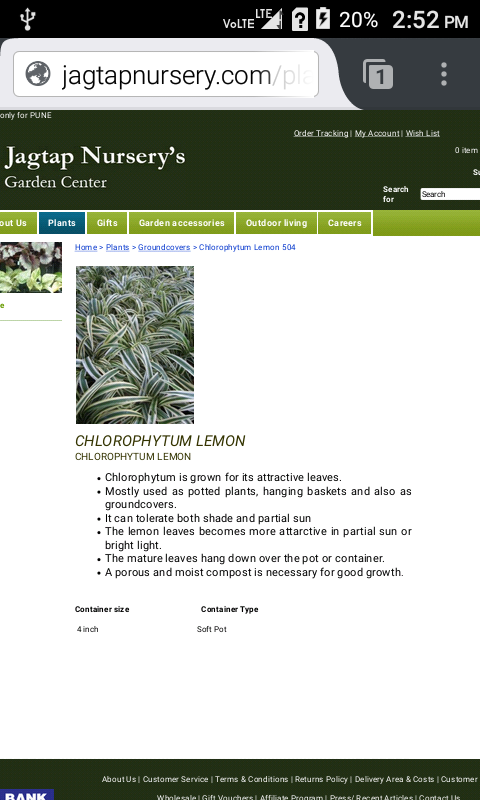 VoLTE LTE 20% 2:52 PM
jagtapnursery.com/pla
1
only for PUNE
Order Tracking | My Account | Wish List
Jagtap Nursery's
0 item
Garden Center
Su
Search for
Search
out Us Plants Gifts Garden accessories Outdoor living Careers
Home > Plants > Groundcovers > Chlorophytum Lemon 504
e
CHLOROPHYTUM LEMON
CHLOROPHYTUM LEMON
• Chlorophytum is grown for its attractive leaves.
• Mostly used as potted plants, hanging baskets and also as
groundcovers.
• It can tolerate both shade and partial sun
• The lemon leaves becomes more attarctive in partial sun or
bright light.
• The mature leaves hang down over the pot or container.
• A porous and moist compost is necessary for good growth.
Container size Container Type
4 inch Soft Pot
About Us | Customer Service | Terms & Conditions | Returns Policy | Delivery Area & Costs | Customer
BANK
Wholesale | Gift Vouchers | Affiliate Program | Press/ Recent Articles | Contact Us